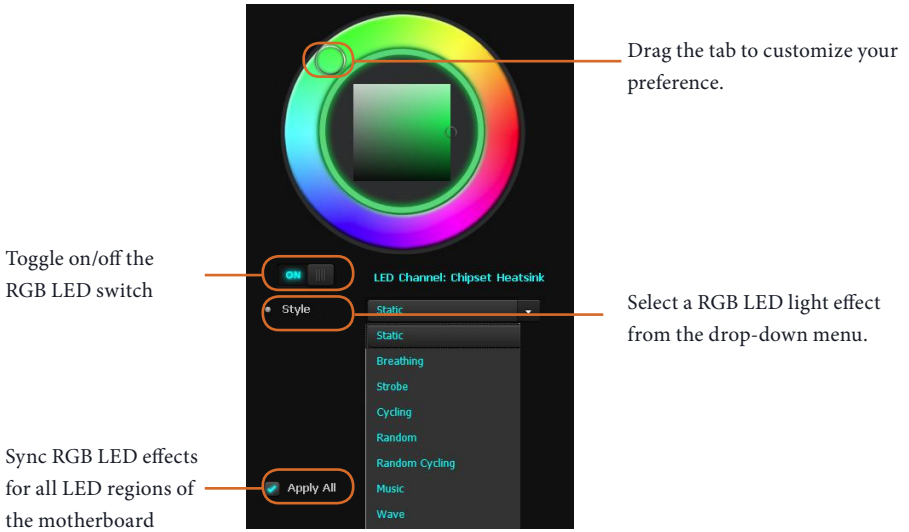 Drag the tab to customize your
preference.
Toggle on/off the
RGB LED switch
ON
LED Channel: Chipset Heatsink
Style
Static
Select a RGB LED light effect
from the drop-down menu.
Static
Breathing
Strobe
Cycling
Random
Random Cycling
Music
Wave
Sync RGB LED effects
for all LED regions of
the motherboard
Apply All